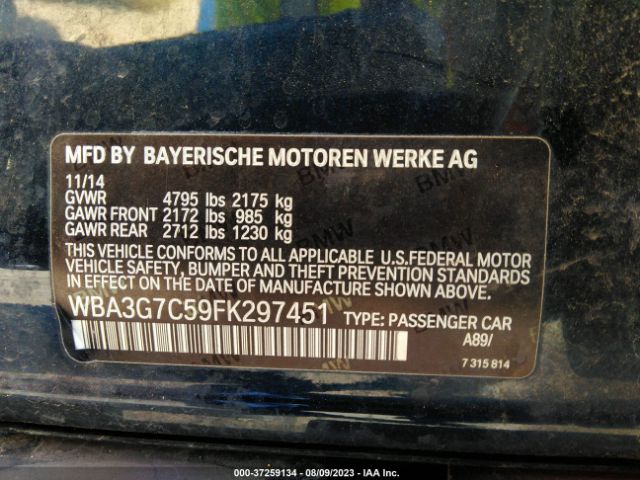 MFD BY BAYERISCHE MOTOREN WERKE AG
11/14
GVWR 4795 lbs 2175 kg
GAWR FRONT 2172 lbs 985 kg
GAWR REAR 2712 lbs 1230 kg
THIS VEHICLE CONFORMS TO ALL APPLICABLE U.S.FEDERAL MOTOR
VEHICLE SAFETY, BUMPER AND THEFT PREVENTION STANDARDS
IN EFFECT ON THE DATE OF MANUFACTURE SHOWN ABOVE.
WBA3G7C59FK297451 TYPE: PASSENGER CAR
A89/
7 315 814
000-37259134 - 08/09/2023 - IAA Inc.